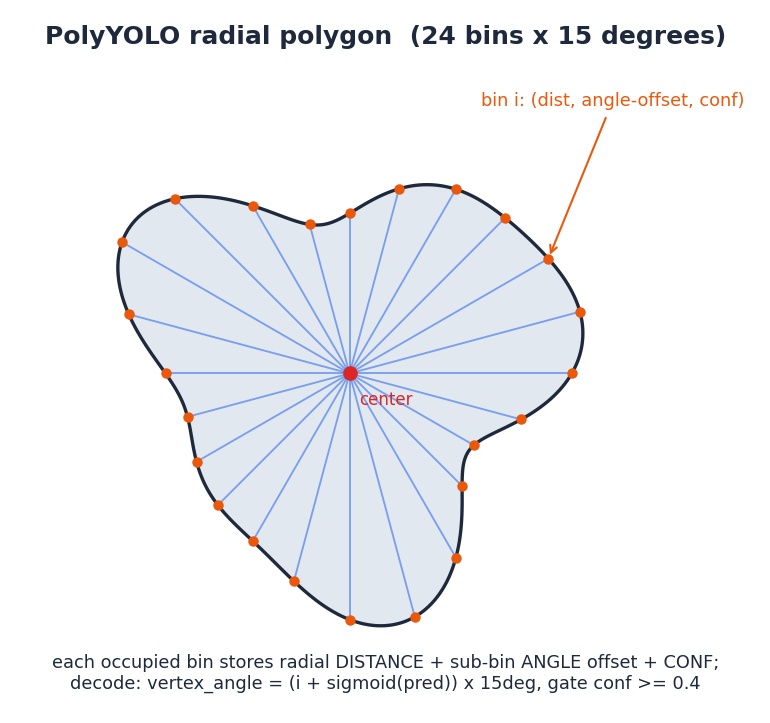 PolyYOLO radial polygon  (24 bins x 15 degrees)
bin i: (dist, angle-offset, conf)
center
each occupied bin stores radial DISTANCE + sub-bin ANGLE offset + CONF;
decode: vertex_angle = (i + sigmoid(pred)) x 15deg, gate conf >= 0.4